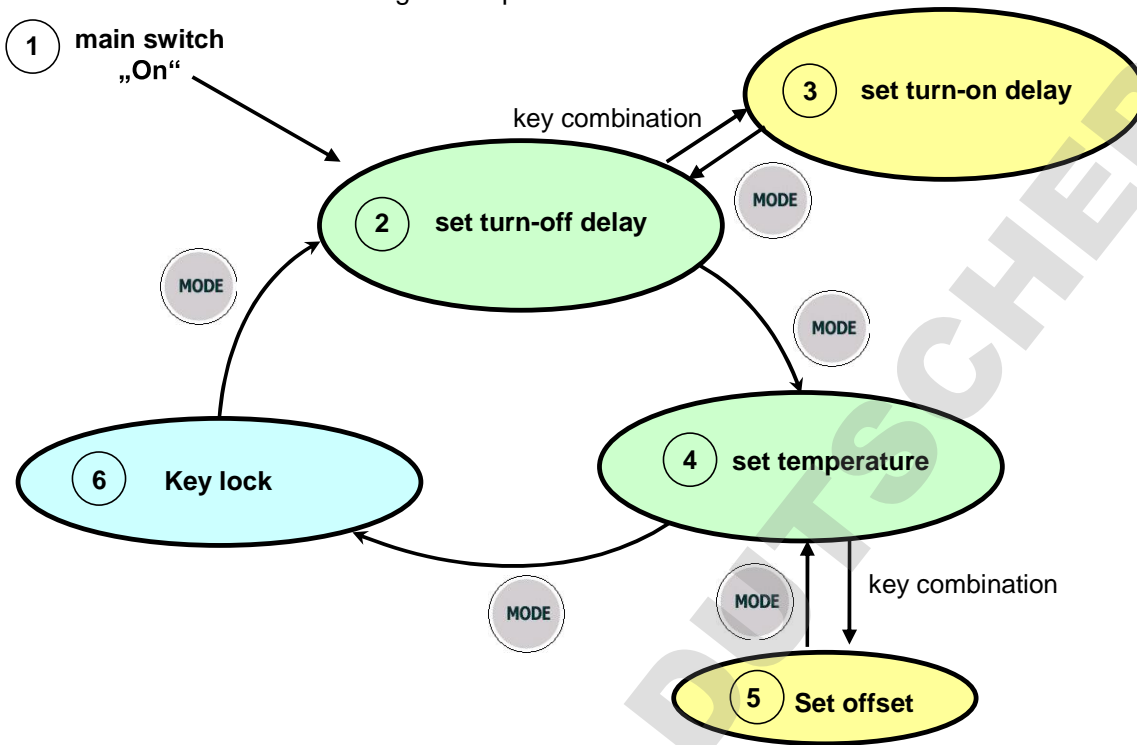 1 main switch
„On“
3 set turn-on delay
key combination
MODE
2 set turn-off delay
MODE
MODE
4 set temperature
6 Key lock
key combination
MODE
MODE
5 Set offset
DUTSCHER